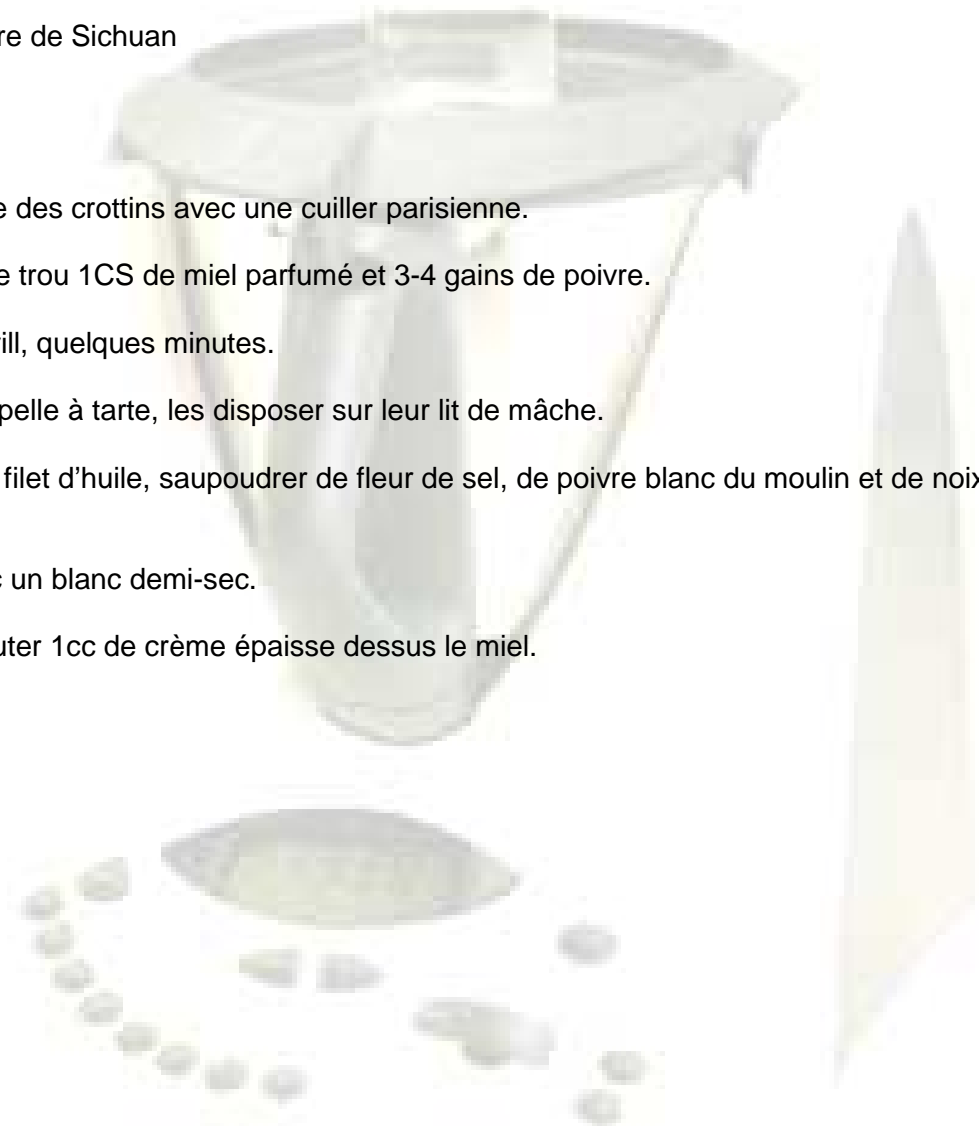 re de Sichuan
e des crottins avec une cuiller parisienne.
e trou 1CS de miel parfumé et 3-4 gains de poivre.
ill, quelques minutes.
pelle à tarte, les disposer sur leur lit de mâche.
filet d’huile, saupoudrer de fleur de sel, de poivre blanc du moulin et de noix
c un blanc demi-sec.
uter 1cc de crème épaisse dessus le miel.